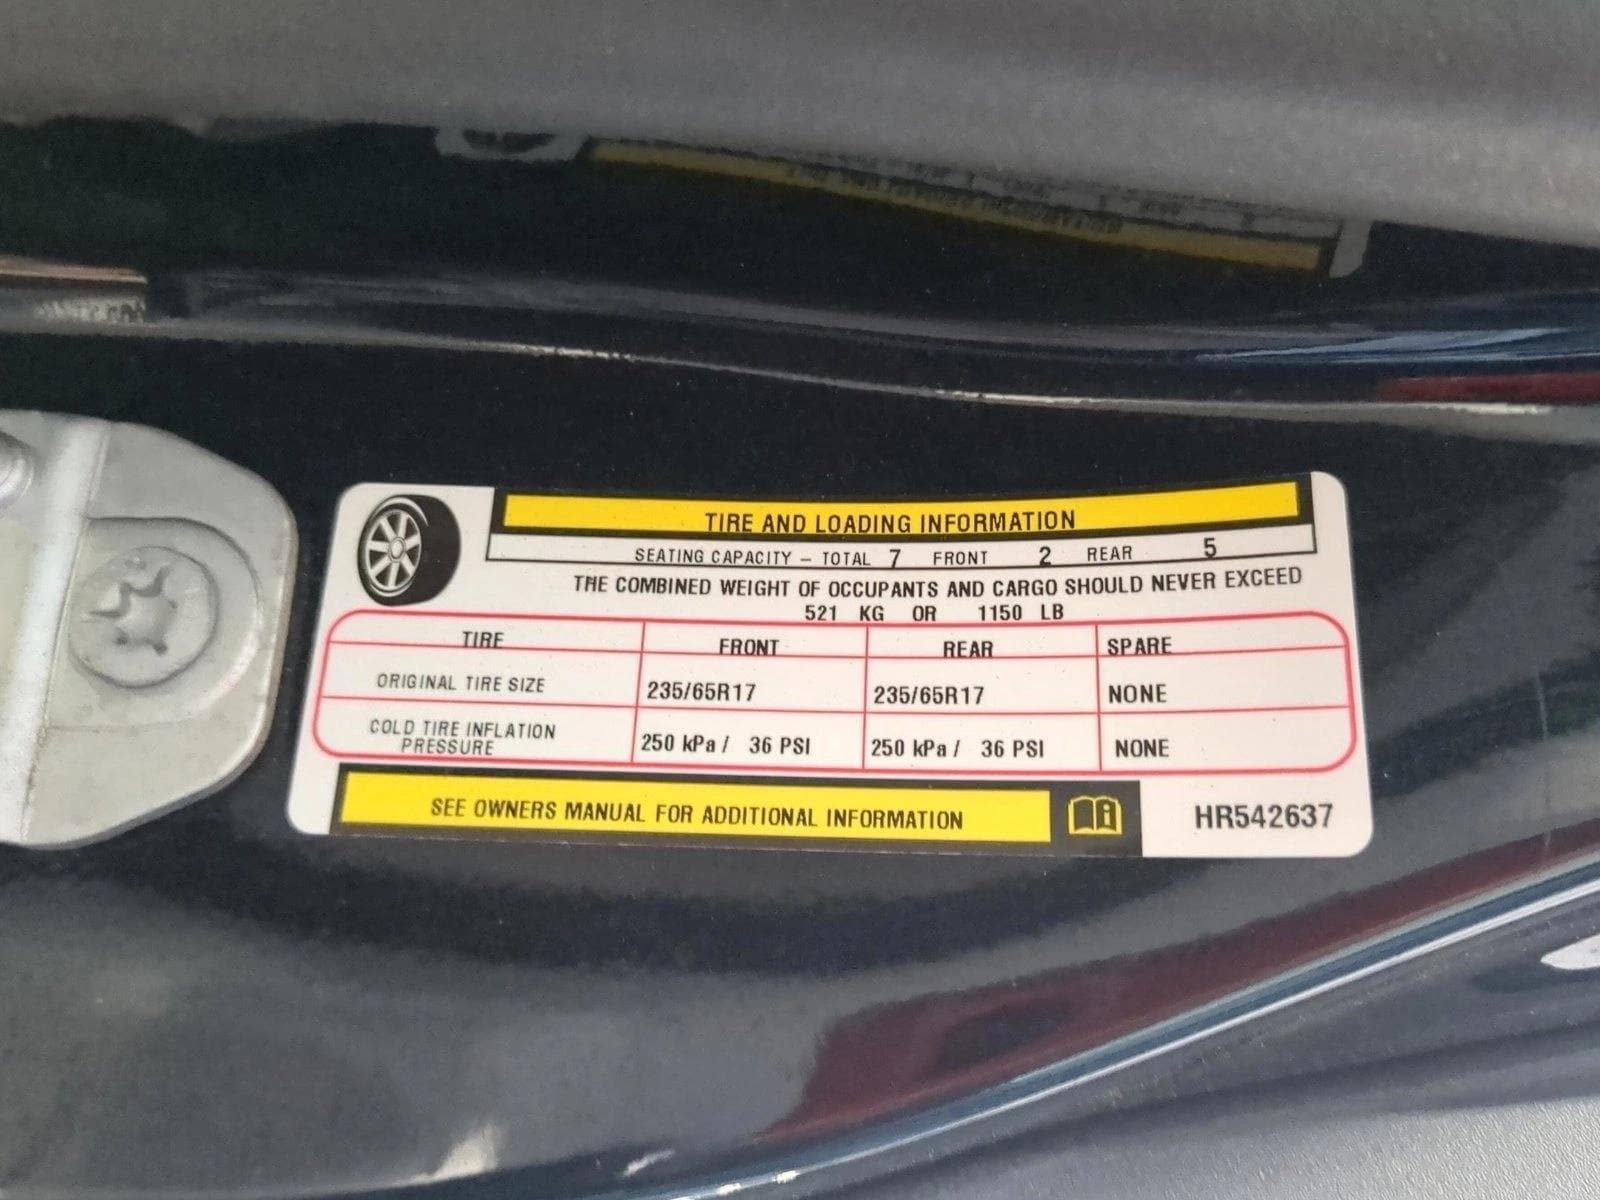 TIRE AND LOADING INFORMATION
SEATING CAPACITY – TOTAL 7 FRONT 2 REAR 5
THE COMBINED WEIGHT OF OCCUPANTS AND CARGO SHOULD NEVER EXCEED
521 KG OR 1150 LB
TIRE FRONT REAR SPARE
ORIGINAL TIRE SIZE 235/65R17 235/65R17 NONE
COLD TIRE INFLATION
PRESSURE 250 kPa / 36 PSI 250 kPa / 36 PSI NONE
SEE OWNERS MANUAL FOR ADDITIONAL INFORMATION
HR542637